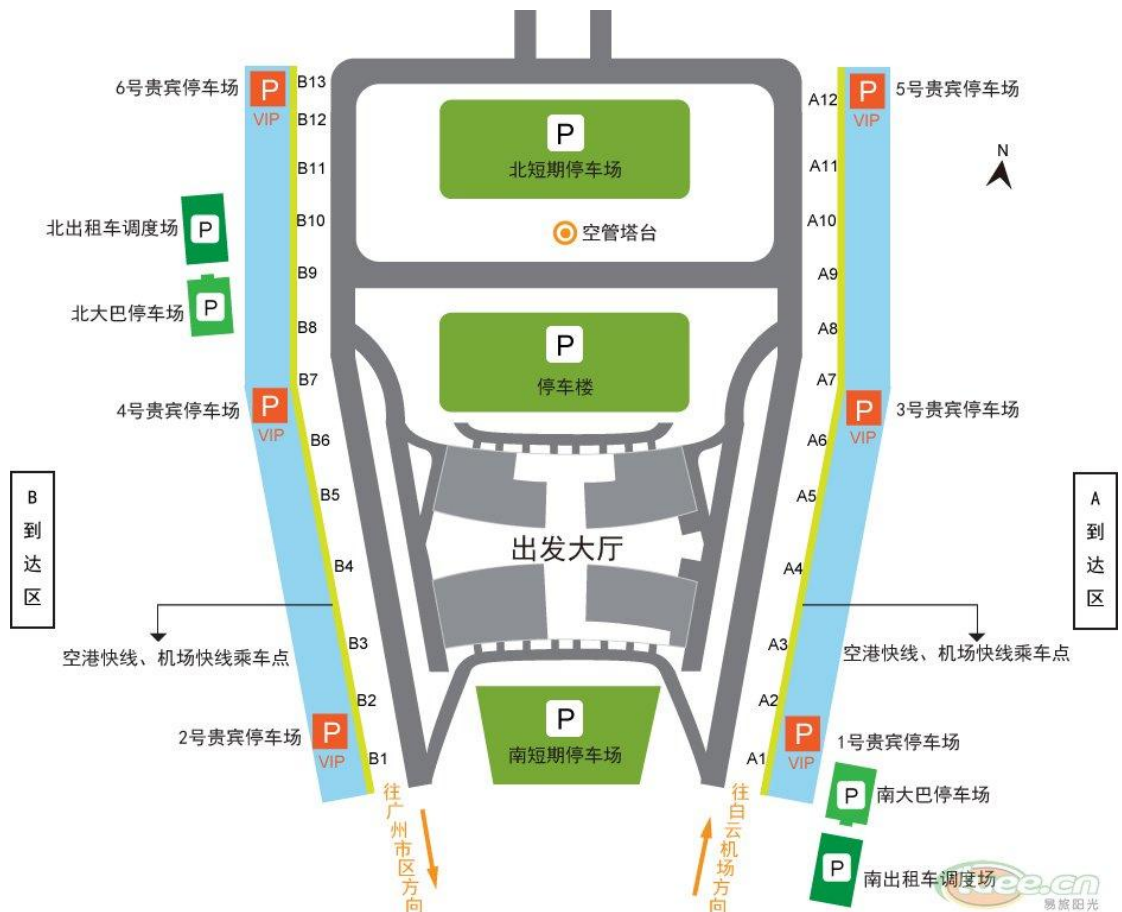 6号贵宾停车场
P
VIP
B13
B12
B11
B10
B9
B8
B7
B6
B5
B4
B3
B2
B1
北出租车调度场
P
北大巴停车场
P
4号贵宾停车场
P
VIP
B到达区
空港快线、机场快线乘车点
2号贵宾停车场
P
VIP
往广州市区方向
P
北短期停车场
空管塔台
P
停车楼
出发大厅
P
南短期停车场
往白云机场方向
A12
A11
A10
A9
A8
A7
A6
A5
A4
A3
A2
A1
P
VIP
5号贵宾停车场
N
P
VIP
3号贵宾停车场
A到达区
空港快线、机场快线乘车点
P
VIP
1号贵宾停车场
P
南大巴停车场
P
南出租车调度场
.cn
易旅阳光